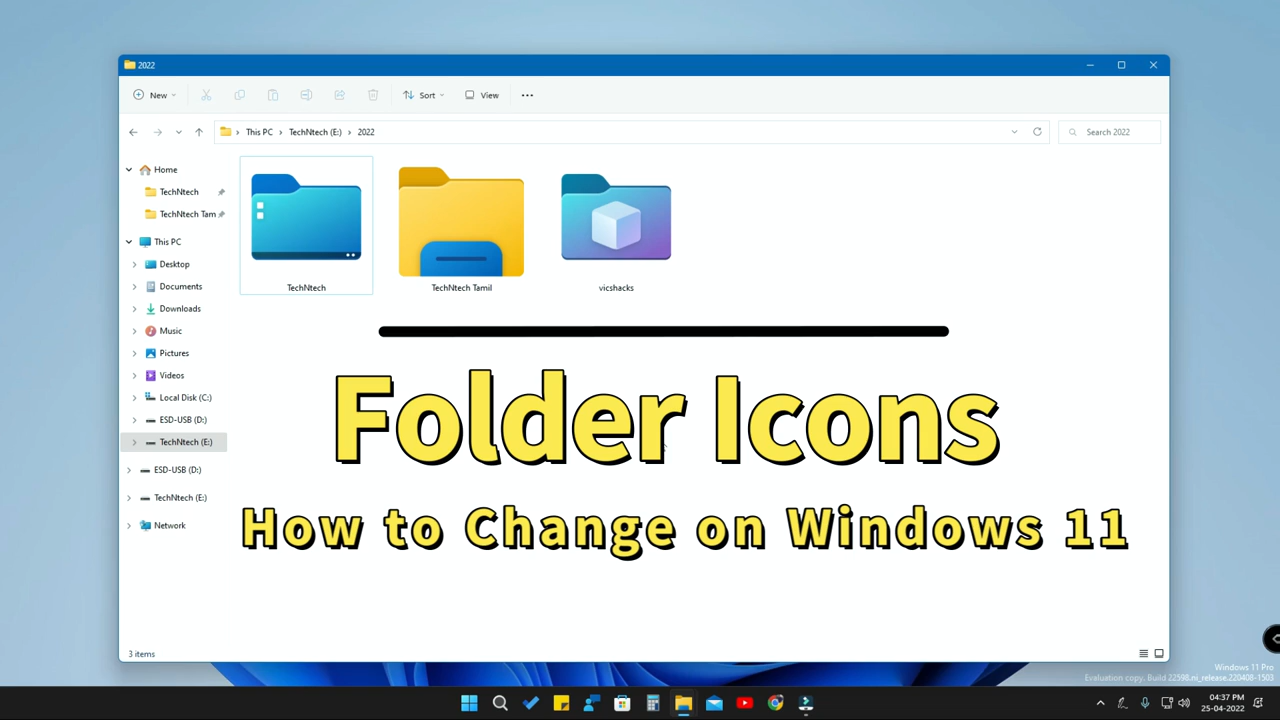 2022
New
Sort
View
This PC
TechNtech (E:)
2022
Search 2022
Home
TechNtech
TechNtech Tam
This PC
Desktop
Documents
Downloads
Music
Pictures
Videos
Local Disk (C:)
ESD-USB (D:)
TechNtech (E:)
ESD-USB (D:)
TechNtech (E:)
Network
TechNtech
TechNtech Tamil
vicshacks
Folder Icons
How to Change on Windows 11
3 items
Windows 11 Pro
Evaluation copy. Build 22598.ni_release.220408-1503
04:37 PM
25-04-2022